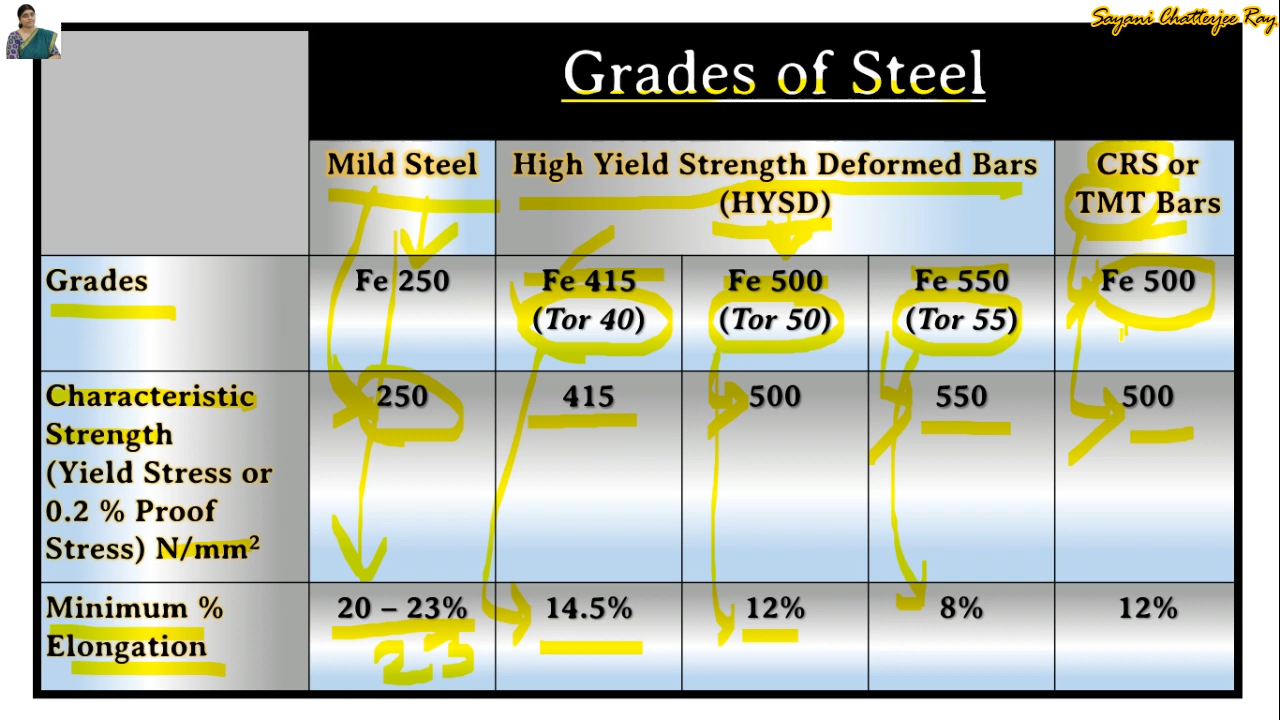 Sayani Chatterjee Ray
Grades of Steel
Mild Steel
High Yield Strength Deformed Bars
(HYSD)
CRS or
TMT Bars
Grades
Fe 250
Fe 415
(Tor 40)
Fe 500
(Tor 50)
Fe 550
(Tor 55)
Fe 500
Characteristic
Strength
(Yield Stress or
0.2 % Proof
Stress) N/mm²
250
415
500
550
500
Minimum %
Elongation
20 – 23%
23
14.5%
12%
8%
12%